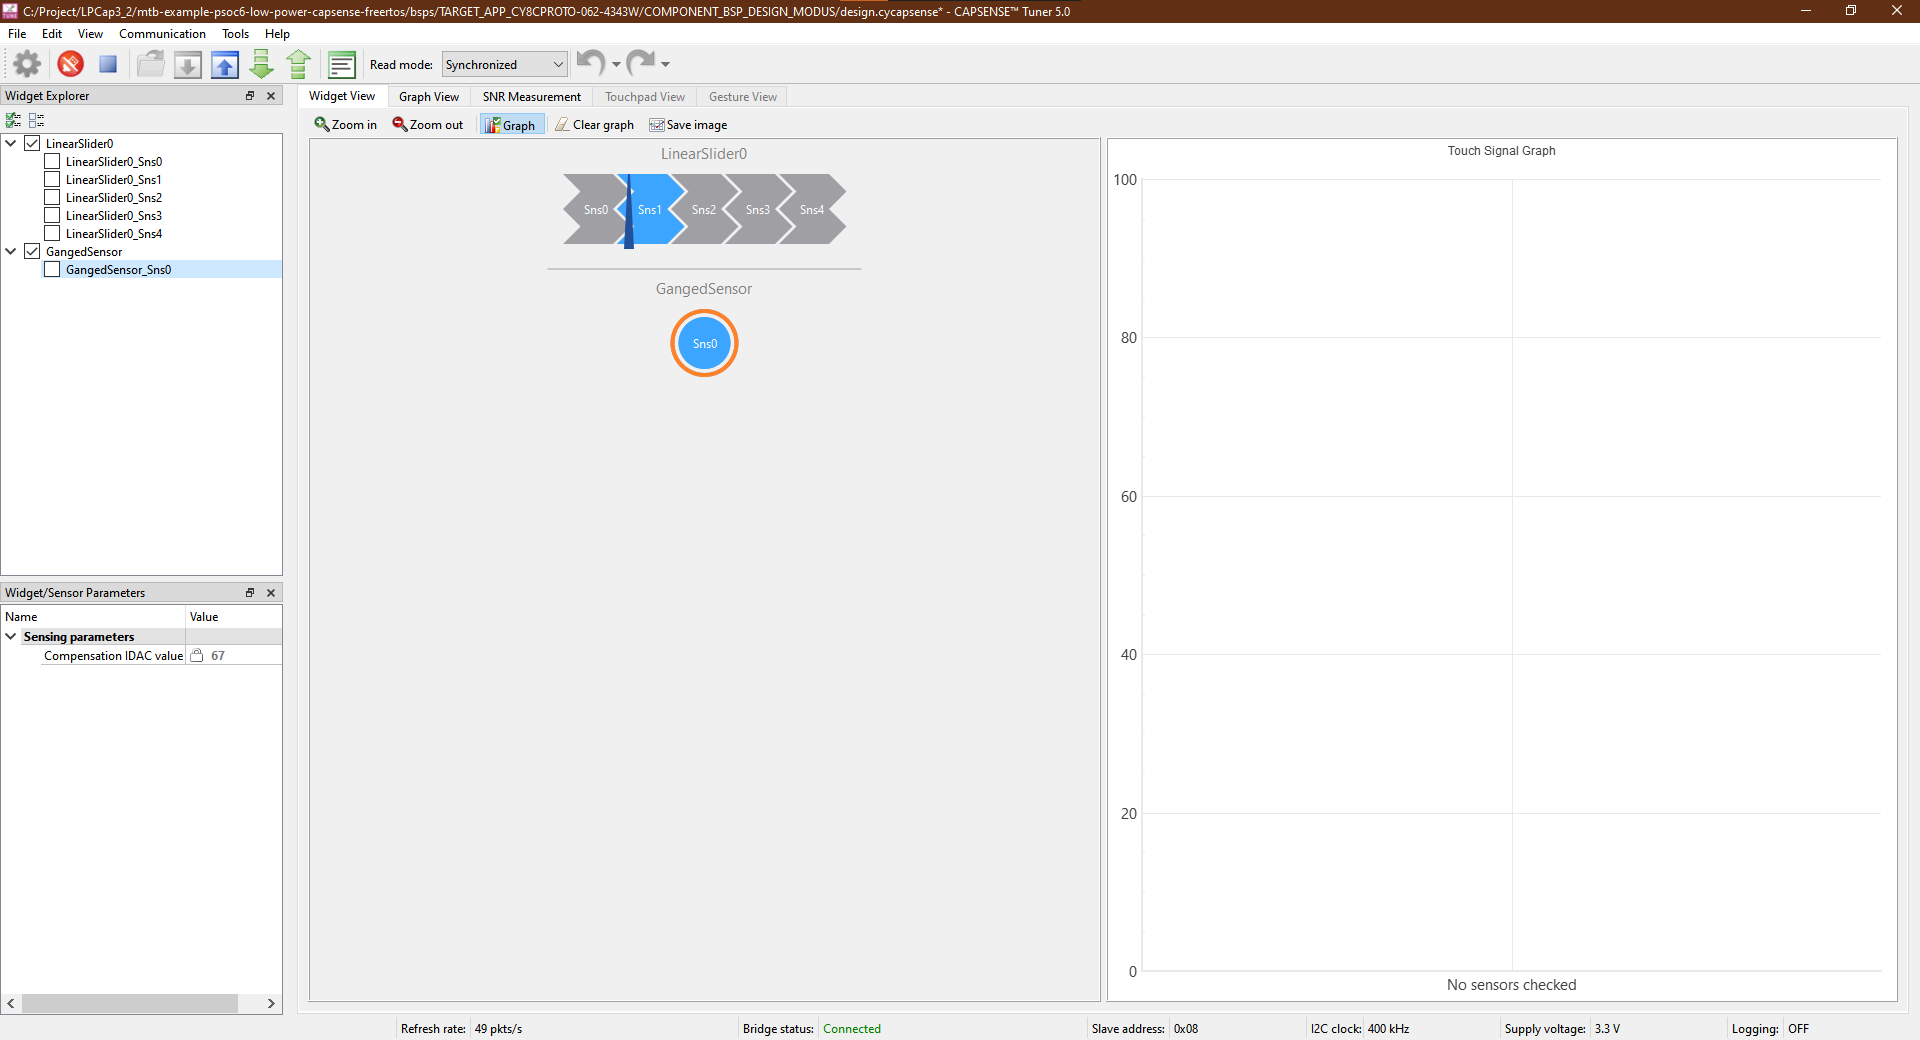 C:/Project/LPCap3_2/mtb-example-psoc6-low-power-capsense-freertos/bsps/TARGET_APP_CY8CPROTO-062-4343W/COMPONENT_BSP_DESIGN_MODUS/design.cycapsense* - CAPSENSE™ Tuner 5.0
File Edit View Communication Tools Help
Read mode: Synchronized
Widget Explorer
Widget View Graph View SNR Measurement Touchpad View Gesture View
Zoom in Zoom out Graph Clear graph Save image
LinearSlider0
LinearSlider0_Sns0
LinearSlider0_Sns1
LinearSlider0_Sns2
LinearSlider0_Sns3
LinearSlider0_Sns4
GangedSensor
GangedSensor_Sns0
Widget/Sensor Parameters
Name Value
Sensing parameters
Compensation IDAC value 67
LinearSlider0
Sns0 Sns1 Sns2 Sns3 Sns4
GangedSensor
Sns0
Touch Signal Graph
100
80
60
40
20
0
No sensors checked
Refresh rate: 49 pkts/s Bridge status: Connected Slave address: 0x08 I2C clock: 400 kHz Supply voltage: 3.3 V Logging: OFF